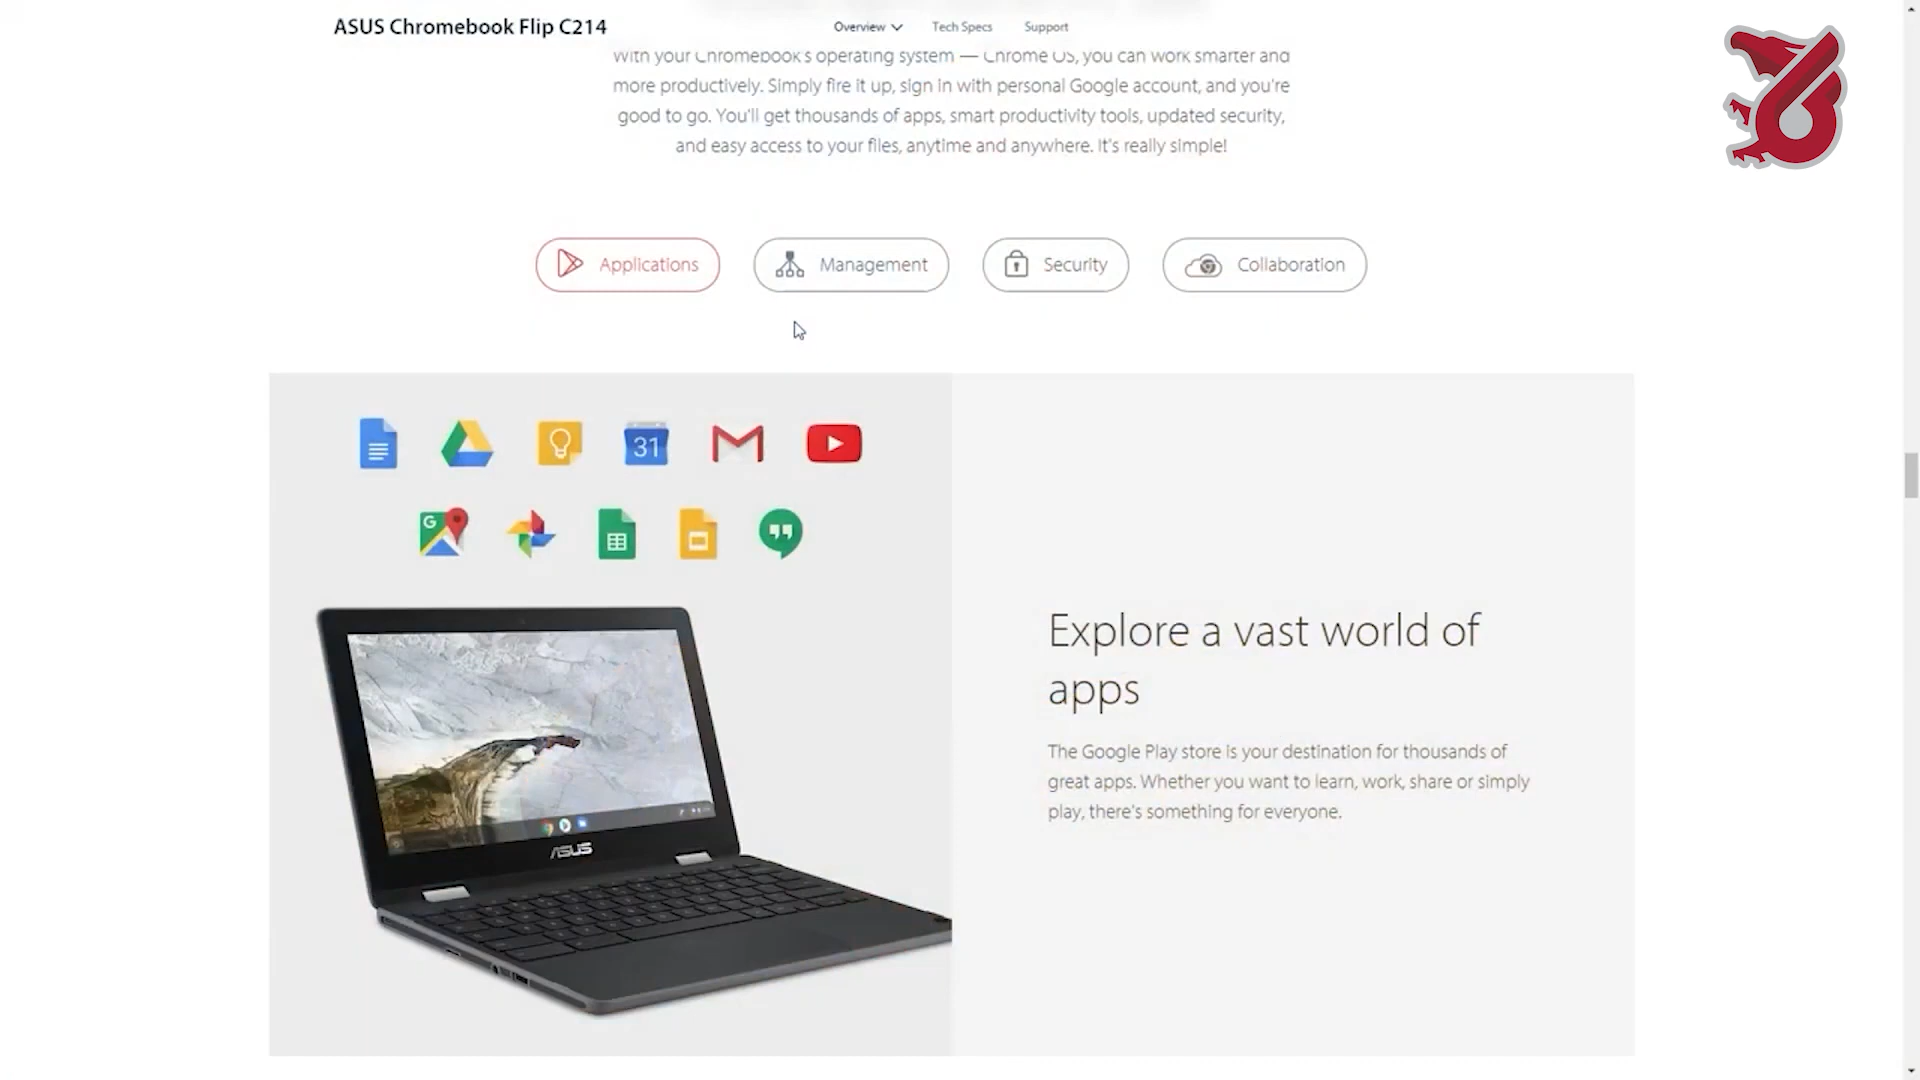 ASUS Chromebook Flip C214
Overview
Tech Specs
Support
With your Chromebook's operating system — Chrome OS, you can work smarter and
more productively. Simply fire it up, sign in with personal Google account, and you're
good to go. You'll get thousands of apps, smart productivity tools, updated security,
and easy access to your files, anytime and anywhere. It's really simple!
Applications
Management
Security
Collaboration
31
G
ASUS
Explore a vast world of
apps
The Google Play store is your destination for thousands of
great apps. Whether you want to learn, work, share or simply
play, there's something for everyone.